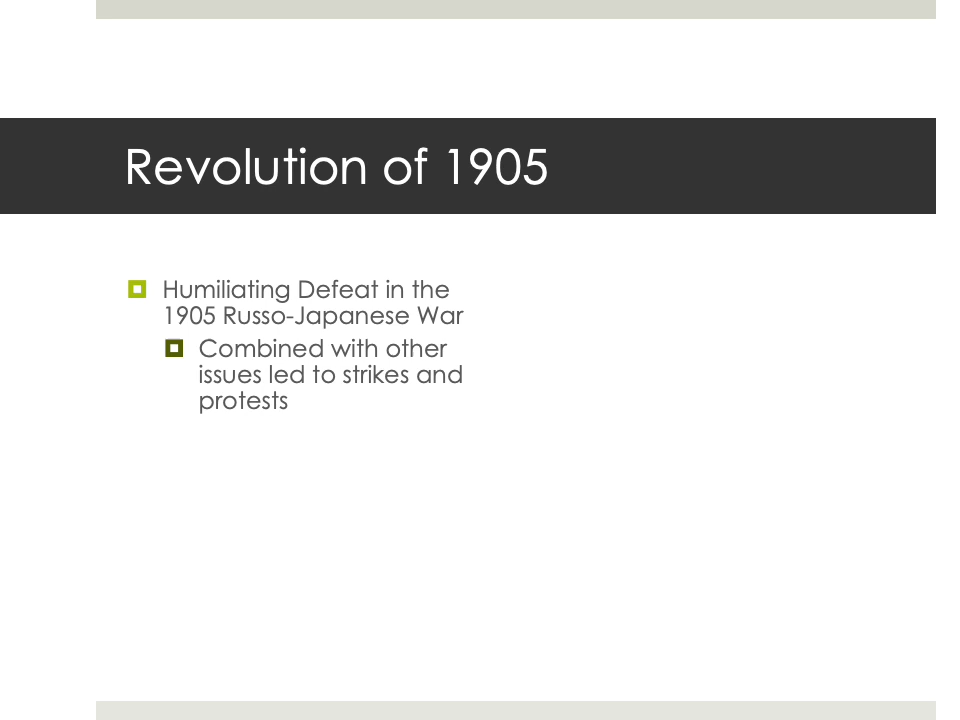 Revolution of 1905
Humiliating Defeat in the
1905 Russo-Japanese War
Combined with other
issues led to strikes and
protests